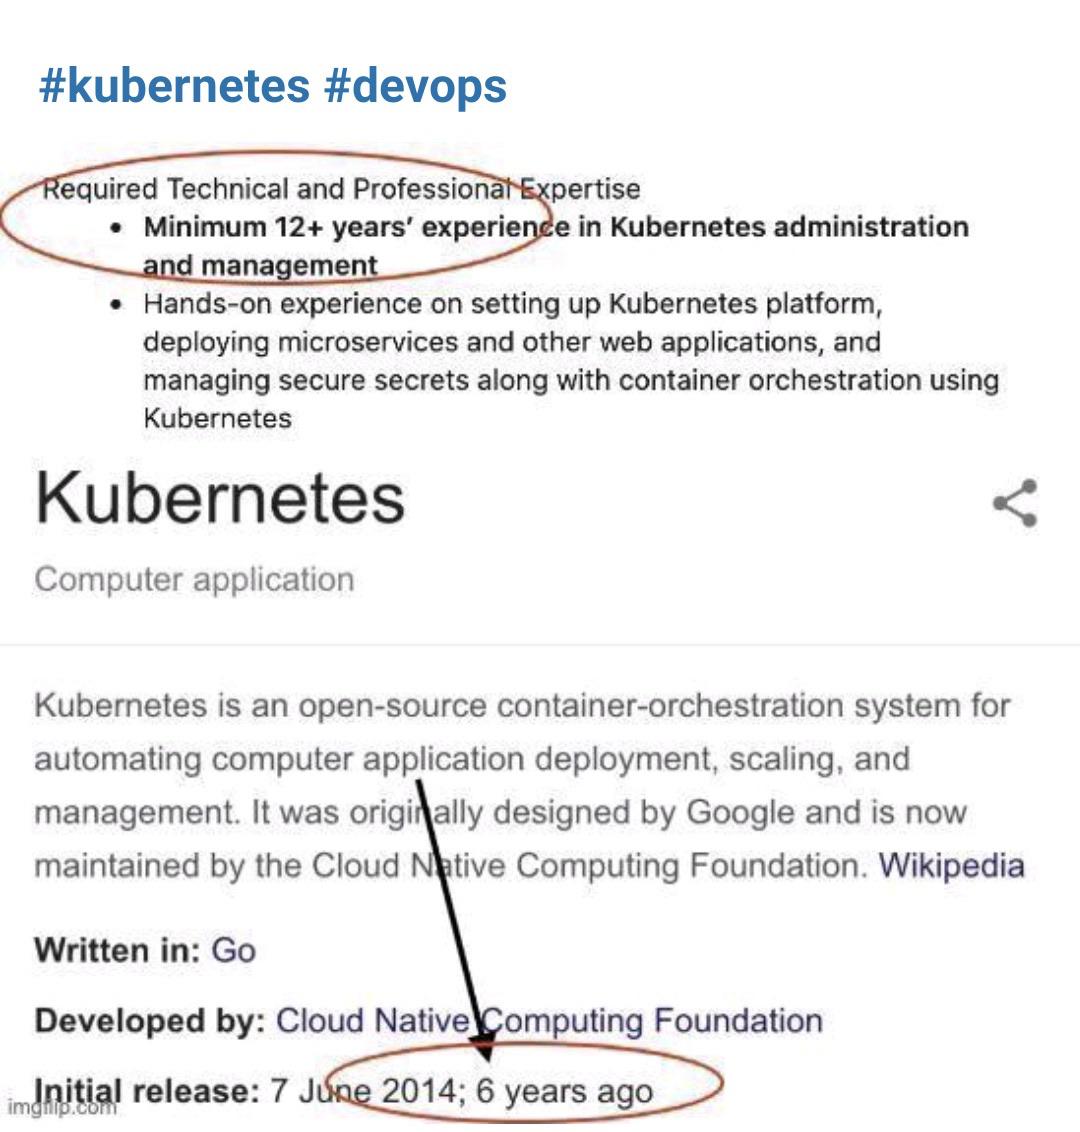 #kubernetes #devops
Required Technical and Professional Expertise
• Minimum 12+ years’ experience in Kubernetes administration
and management
• Hands-on experience on setting up Kubernetes platform,
deploying microservices and other web applications, and
managing secure secrets along with container orchestration using
Kubernetes
Kubernetes
Computer application
Kubernetes is an open-source container-orchestration system for
automating computer application deployment, scaling, and
management. It was originally designed by Google and is now
maintained by the Cloud Native Computing Foundation. Wikipedia
Written in: Go
Developed by: Cloud Native Computing Foundation
Initial release: 7 June 2014; 6 years ago
imgflip.com